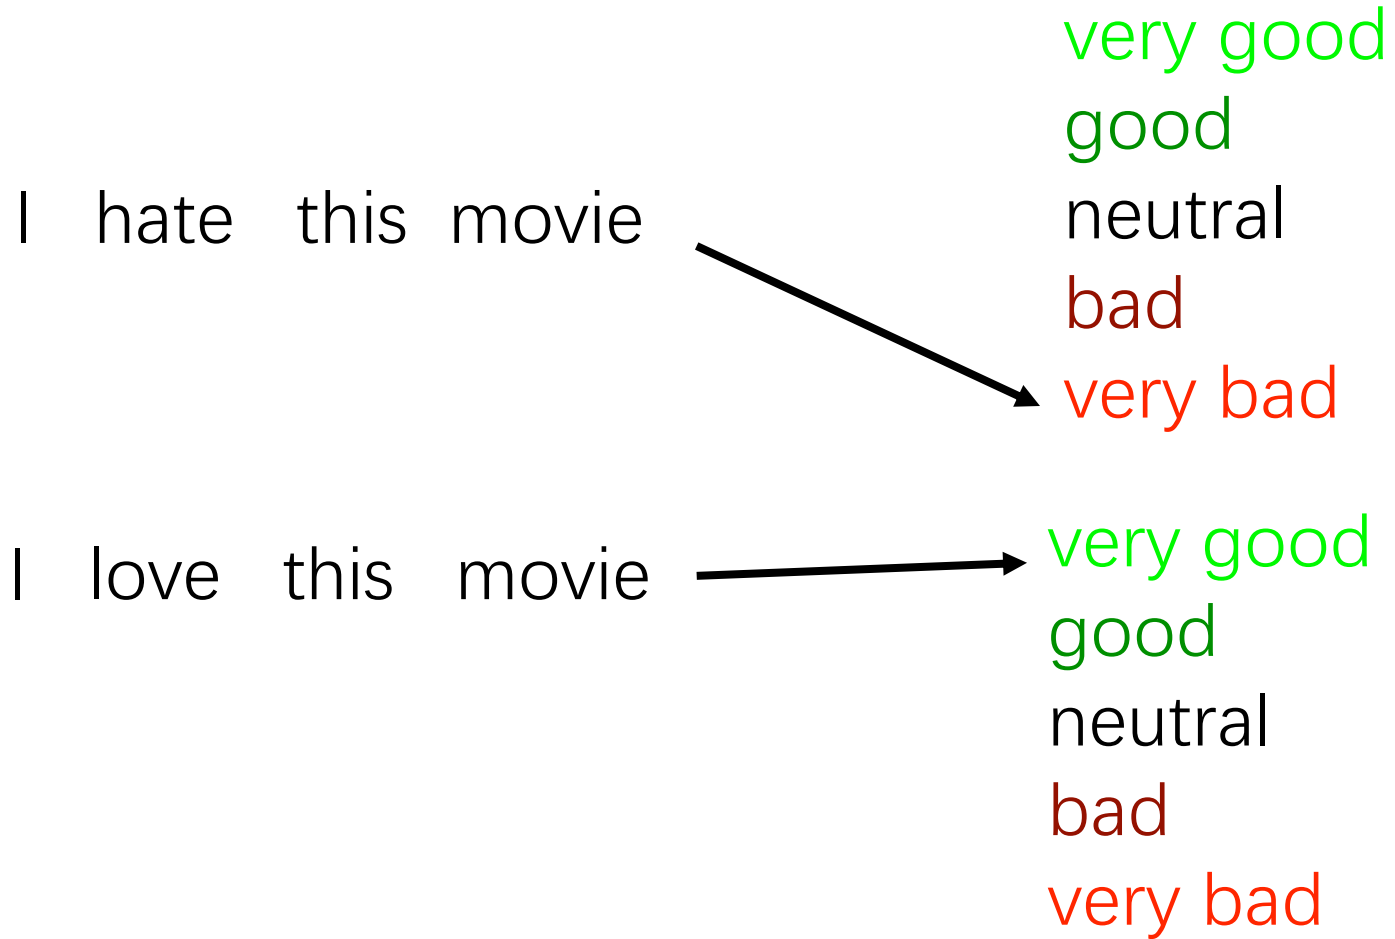 very good
good
I hate this movie
neutral
bad
very bad
very good
I love this movie
good
neutral
bad
very bad